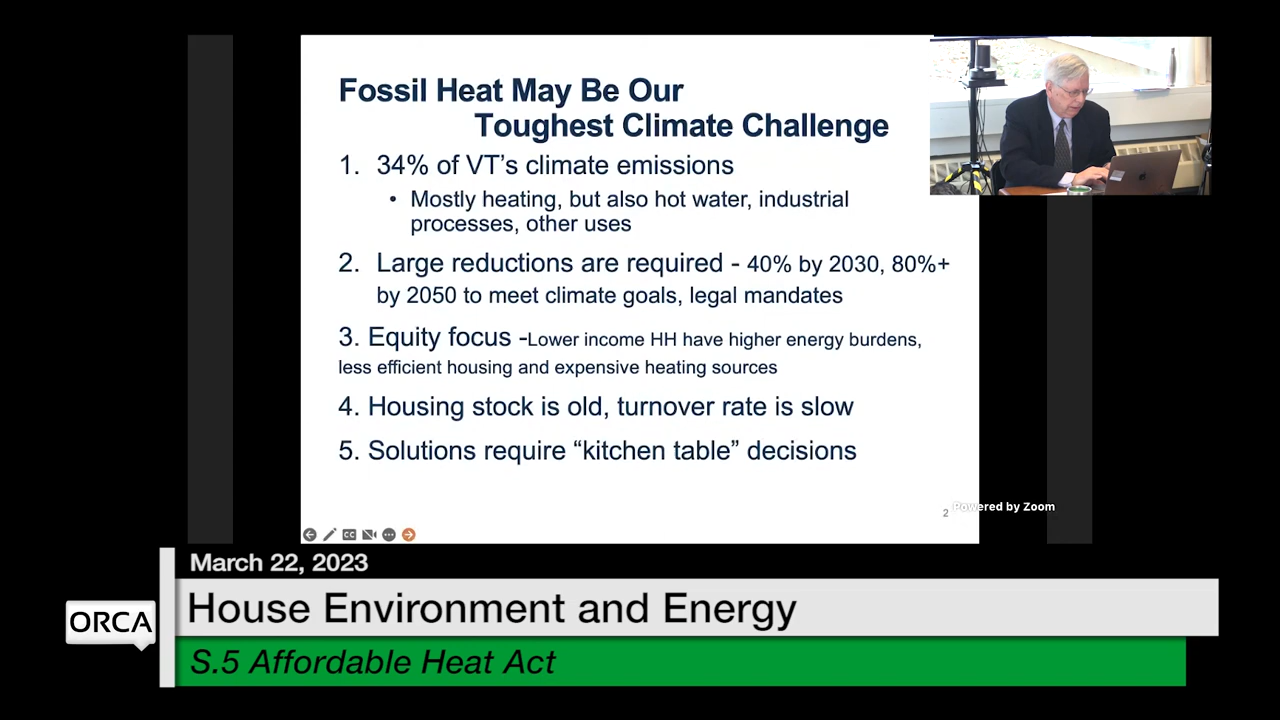 Fossil Heat May Be Our
Toughest Climate Challenge
1. 34% of VT's climate emissions
• Mostly heating, but also hot water, industrial
processes, other uses
2. Large reductions are required - 40% by 2030, 80%+
by 2050 to meet climate goals, legal mandates
3. Equity focus -Lower income HH have higher energy burdens,
less efficient housing and expensive heating sources
4. Housing stock is old, turnover rate is slow
5. Solutions require “kitchen table” decisions
2
Powered by Zoom
CC
March 22, 2023
House Environment and Energy
ORCA
S.5 Affordable Heat Act